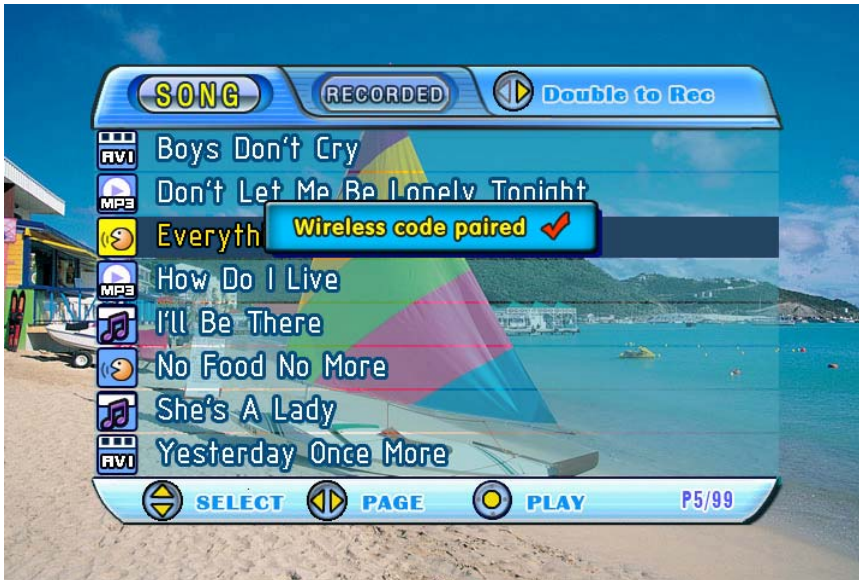 SONG RECORDED Double to Rec
AVI Boys Don't Cry
MP3 Don't Let Me Be Lonely Tonight
Everyth
Wireless code paired
MP3 How Do I Live
I'll Be There
No Food No More
She's A Lady
AVI Yesterday Once More
SELECT PAGE PLAY P5/99